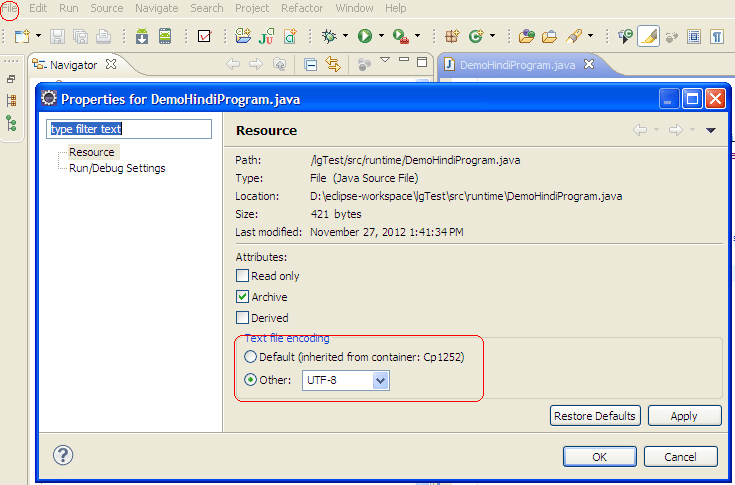 File Edit Run Source Navigate Search Project Refactor Window Help
Navigator
DemoHindiProgram.java
Properties for DemoHindiProgram.java
type filter text
Resource
Run/Debug Settings
Resource
Path: /lgTest/src/runtime/DemoHindiProgram.java
Type: File (Java Source File)
Location: D:\eclipse-workspace\lgTest\src\runtime\DemoHindiProgram.java
Size: 421 bytes
Last modified: November 27, 2012 1:41:34 PM
Attributes:
Read only
Archive
Derived
Text file encoding
Default (inherited from container: Cp1252)
Other: UTF-8
Restore Defaults Apply
OK Cancel